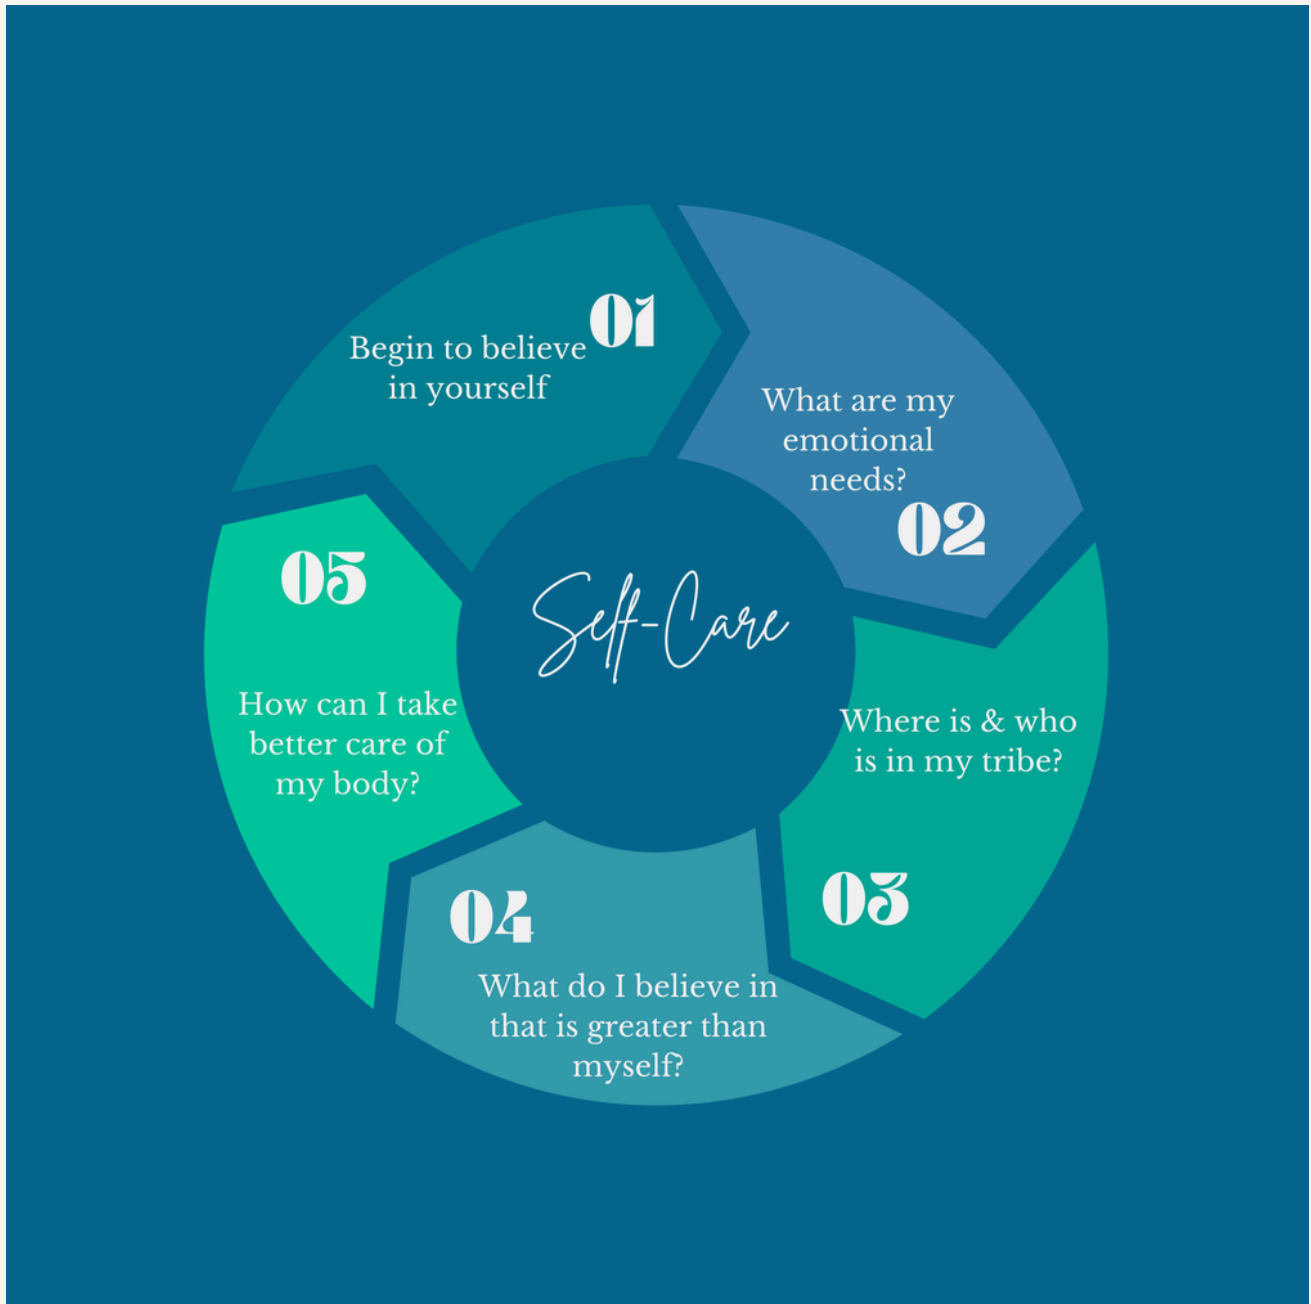 01
Begin to believe
in yourself
What are my
emotional
needs?
02
Self-Care
Where is & who
is in my tribe?
03
04
What do I believe in
that is greater than
myself?
05
How can I take
better care of
my body?